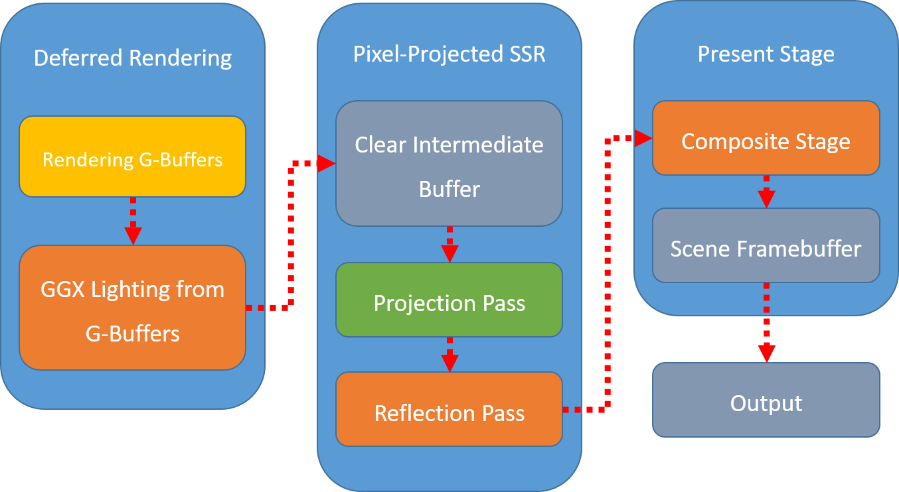 Deferred Rendering
Rendering G-Buffers
GGX Lighting from
G-Buffers
Pixel-Projected SSR
Clear Intermediate
Buffer
Projection Pass
Reflection Pass
Present Stage
Composite Stage
Scene Framebuffer
Output